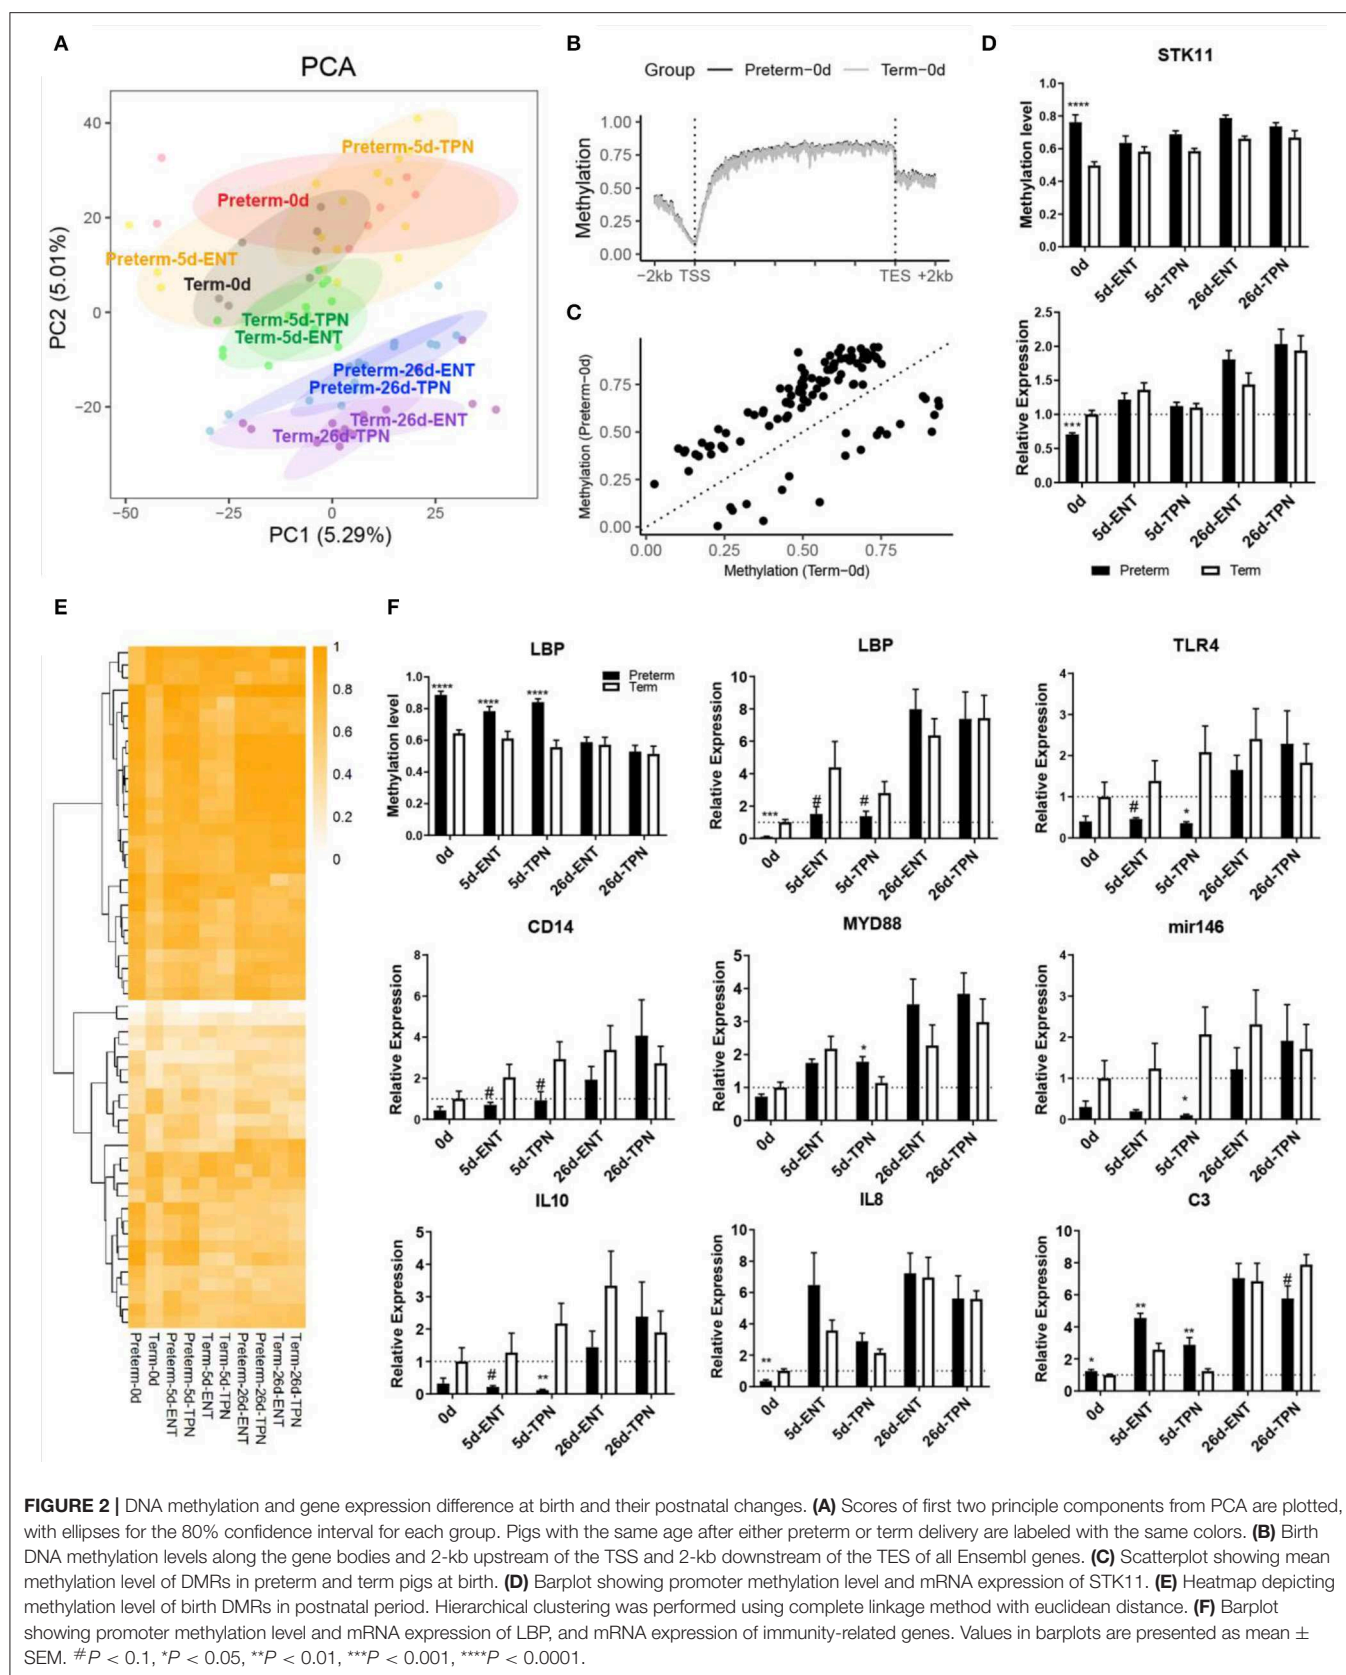 A
PCA
PC2 (5.01%)
40
20
0
−20
Preterm-5d-TPN
Preterm-0d
Preterm-5d-ENT
Term-0d
Term-5d-TPN
Term-5d-ENT
Preterm-26d-ENT
Preterm-26d-TPN
Term-26d-ENT
Term-26d-TPN
−50 −25 0 25
PC1 (5.29%)
B
Group Preterm−0d Term−0d
Methylation
1.00
0.75
0.50
0.25
0.00
−2kb TSS TES +2kb
C
Methylation (Preterm−0d)
0.75
0.50
0.25
0.00
0.00 0.25 0.50 0.75
Methylation (Term−0d)
D
STK11
Methylation level
1.0
0.8
0.6
0.4
0.2
0.0
****
0d 5d-ENT 5d-TPN 26d-ENT 26d-TPN
Relative Expression
2.5
2.0
1.5
1.0
0.5
0.0
***
0d 5d-ENT 5d-TPN 26d-ENT 26d-TPN
Preterm Term
E
1
0.8
0.6
0.4
0.2
0
Preterm-0d
Term-0d
Preterm-5d-ENT
Preterm-5d-TPN
Term-5d-ENT
Term-5d-TPN
Preterm-26d-ENT
Preterm-26d-TPN
Term-26d-ENT
Term-26d-TPN
F
LBP
Methylation level
1.0
0.8
0.6
0.4
0.2
0.0
**** **** ****
Preterm
Term
0d 5d-ENT 5d-TPN 26d-ENT 26d-TPN
LBP
Relative Expression
10
8
6
4
2
0
*** # #
0d 5d-ENT 5d-TPN 26d-ENT 26d-TPN
TLR4
Relative Expression
4
3
2
1
0
# *
0d 5d-ENT 5d-TPN 26d-ENT 26d-TPN
CD14
Relative Expression
8
6
4
2
0
# #
0d 5d-ENT 5d-TPN 26d-ENT 26d-TPN
MYD88
Relative Expression
5
4
3
2
1
0
*
0d 5d-ENT 5d-TPN 26d-ENT 26d-TPN
mir146
Relative Expression
4
3
2
1
0
*
0d 5d-ENT 5d-TPN 26d-ENT 26d-TPN
IL10
Relative Expression
5
4
3
2
1
0
# **
0d 5d-ENT 5d-TPN 26d-ENT 26d-TPN
IL8
Relative Expression
10
8
6
4
2
0
**
0d 5d-ENT 5d-TPN 26d-ENT 26d-TPN
C3
Relative Expression
10
8
6
4
2
0
* ** ** #
0d 5d-ENT 5d-TPN 26d-ENT 26d-TPN
FIGURE 2 | DNA methylation and gene expression difference at birth and their postnatal changes. (A) Scores of first two principle components from PCA are plotted,
with ellipses for the 80% confidence interval for each group. Pigs with the same age after either preterm or term delivery are labeled with the same colors. (B) Birth
DNA methylation levels along the gene bodies and 2-kb upstream of the TSS and 2-kb downstream of the TES of all Ensembl genes. (C) Scatterplot showing mean
methylation level of DMRs in preterm and term pigs at birth. (D) Barplot showing promoter methylation level and mRNA expression of STK11. (E) Heatmap depicting
methylation level of birth DMRs in postnatal period. Hierarchical clustering was performed using complete linkage method with euclidean distance. (F) Barplot
showing promoter methylation level and mRNA expression of LBP, and mRNA expression of immunity-related genes. Values in barplots are presented as mean ±
SEM. #P < 0.1, *P < 0.05, **P < 0.01, ***P < 0.001, ****P < 0.0001.